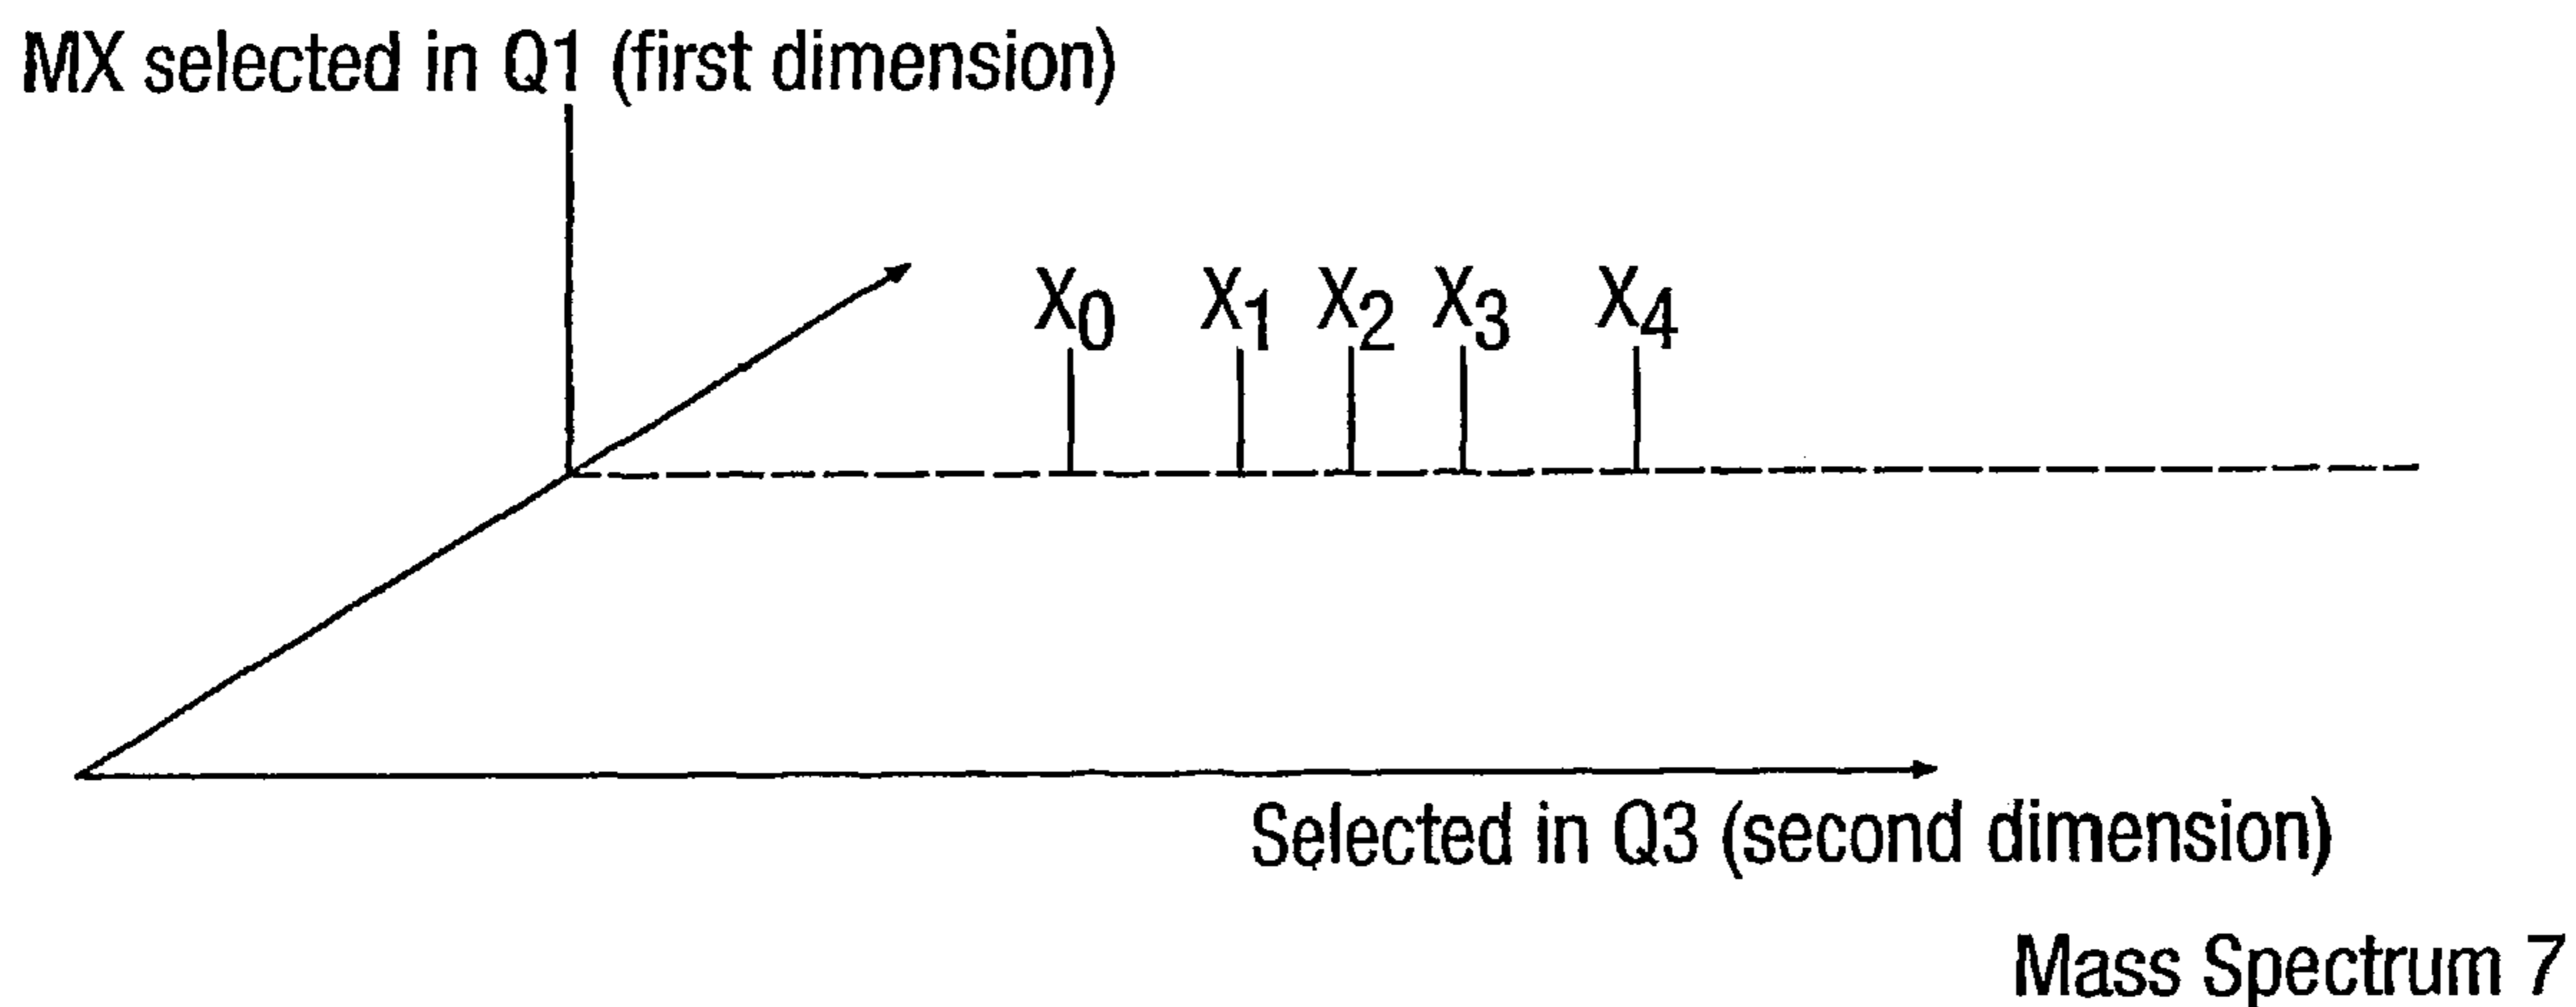 MX selected in Q1 (first dimension)
X0 X1 X2 X3 X4
Selected in Q3 (second dimension)
Mass Spectrum 7